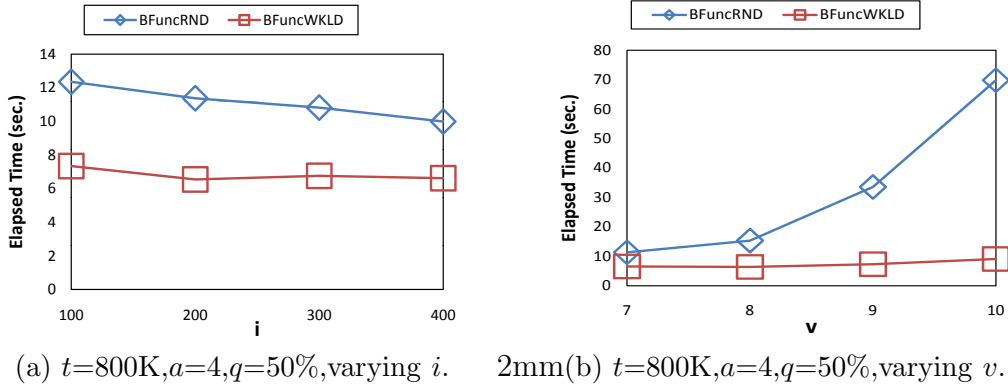 BFuncRND BFuncWKLD
Elapsed Time (sec.)
14
12
10
8
6
4
2
0
100 200 300 400
i
(a) t=800K,a=4,q=50%,varying i.
BFuncRND BFuncWKLD
Elapsed Time (sec.)
80
70
60
50
40
30
20
10
0
7 8 9 10
v
2mm(b) t=800K,a=4,q=50%,varying v.